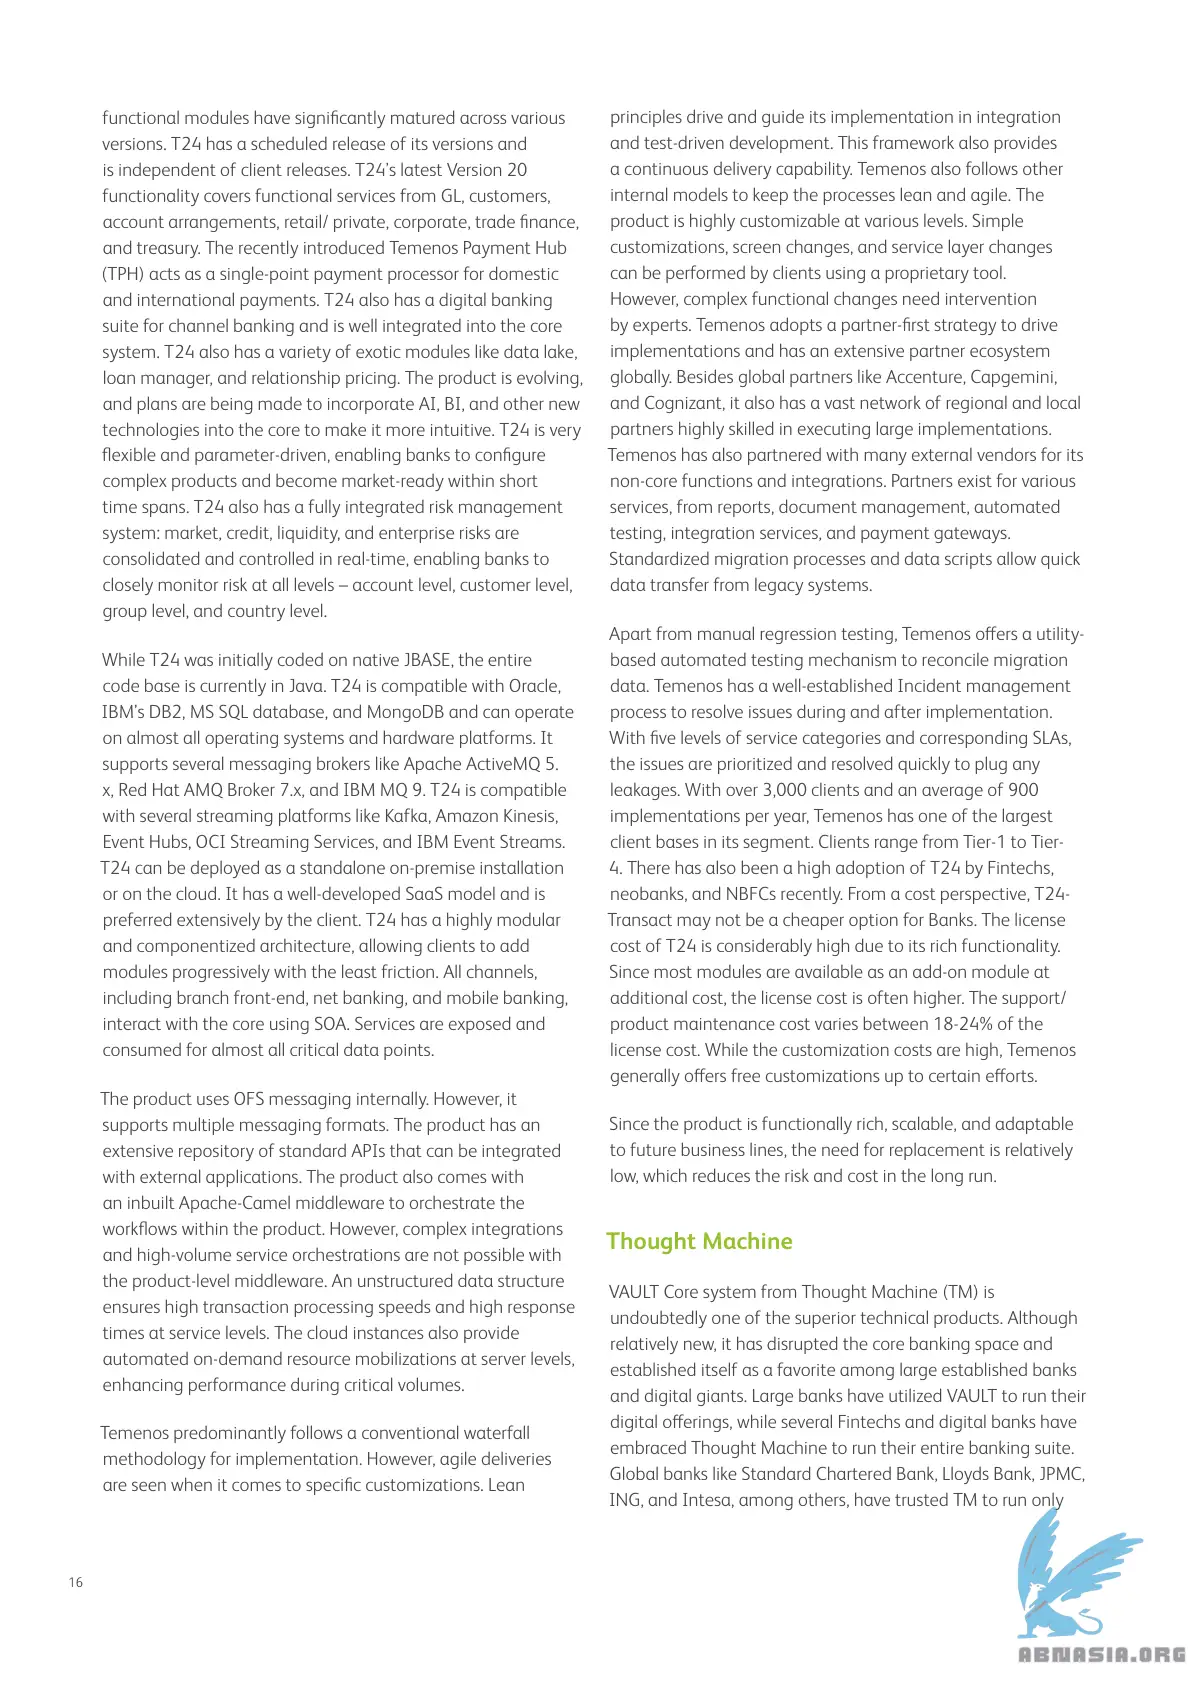 functional modules have significantly matured across various
versions. T24 has a scheduled release of its versions and
is independent of client releases. T24’s latest Version 20
functionality covers functional services from GL, customers,
account arrangements, retail/ private, corporate, trade finance,
and treasury. The recently introduced Temenos Payment Hub
(TPH) acts as a single-point payment processor for domestic
and international payments. T24 also has a digital banking
suite for channel banking and is well integrated into the core
system. T24 also has a variety of exotic modules like data lake,
loan manager, and relationship pricing. The product is evolving,
and plans are being made to incorporate AI, BI, and other new
technologies into the core to make it more intuitive. T24 is very
flexible and parameter-driven, enabling banks to configure
complex products and become market-ready within short
time spans. T24 also has a fully integrated risk management
system: market, credit, liquidity, and enterprise risks are
consolidated and controlled in real-time, enabling banks to
closely monitor risk at all levels – account level, customer level,
group level, and country level.
While T24 was initially coded on native JBASE, the entire
code base is currently in Java. T24 is compatible with Oracle,
IBM’s DB2, MS SQL database, and MongoDB and can operate
on almost all operating systems and hardware platforms. It
supports several messaging brokers like Apache ActiveMQ 5.
x, Red Hat AMQ Broker 7.x, and IBM MQ 9. T24 is compatible
with several streaming platforms like Kafka, Amazon Kinesis,
Event Hubs, OCI Streaming Services, and IBM Event Streams.
T24 can be deployed as a standalone on-premise installation
or on the cloud. It has a well-developed SaaS model and is
preferred extensively by the client. T24 has a highly modular
and componentized architecture, allowing clients to add
modules progressively with the least friction. All channels,
including branch front-end, net banking, and mobile banking,
interact with the core using SOA. Services are exposed and
consumed for almost all critical data points.
The product uses OFS messaging internally. However, it
supports multiple messaging formats. The product has an
extensive repository of standard APIs that can be integrated
with external applications. The product also comes with
an inbuilt Apache-Camel middleware to orchestrate the
workflows within the product. However, complex integrations
and high-volume service orchestrations are not possible with
the product-level middleware. An unstructured data structure
ensures high transaction processing speeds and high response
times at service levels. The cloud instances also provide
automated on-demand resource mobilizations at server levels,
enhancing performance during critical volumes.
Temenos predominantly follows a conventional waterfall
methodology for implementation. However, agile deliveries
are seen when it comes to specific customizations. Lean
principles drive and guide its implementation in integration
and test-driven development. This framework also provides
a continuous delivery capability. Temenos also follows other
internal models to keep the processes lean and agile. The
product is highly customizable at various levels. Simple
customizations, screen changes, and service layer changes
can be performed by clients using a proprietary tool.
However, complex functional changes need intervention
by experts. Temenos adopts a partner-first strategy to drive
implementations and has an extensive partner ecosystem
globally. Besides global partners like Accenture, Capgemini,
and Cognizant, it also has a vast network of regional and local
partners highly skilled in executing large implementations.
Temenos has also partnered with many external vendors for its
non-core functions and integrations. Partners exist for various
services, from reports, document management, automated
testing, integration services, and payment gateways.
Standardized migration processes and data scripts allow quick
data transfer from legacy systems.
Apart from manual regression testing, Temenos offers a utility-
based automated testing mechanism to reconcile migration
data. Temenos has a well-established Incident management
process to resolve issues during and after implementation.
With five levels of service categories and corresponding SLAs,
the issues are prioritized and resolved quickly to plug any
leakages. With over 3,000 clients and an average of 900
implementations per year, Temenos has one of the largest
client bases in its segment. Clients range from Tier-1 to Tier-
4. There has also been a high adoption of T24 by Fintechs,
neobanks, and NBFCs recently. From a cost perspective, T24-
Transact may not be a cheaper option for Banks. The license
cost of T24 is considerably high due to its rich functionality.
Since most modules are available as an add-on module at
additional cost, the license cost is often higher. The support/
product maintenance cost varies between 18-24% of the
license cost. While the customization costs are high, Temenos
generally offers free customizations up to certain efforts.
Since the product is functionally rich, scalable, and adaptable
to future business lines, the need for replacement is relatively
low, which reduces the risk and cost in the long run.
Thought Machine
VAULT Core system from Thought Machine (TM) is
undoubtedly one of the superior technical products. Although
relatively new, it has disrupted the core banking space and
established itself as a favorite among large established banks
and digital giants. Large banks have utilized VAULT to run their
digital offerings, while several Fintechs and digital banks have
embraced Thought Machine to run their entire banking suite.
Global banks like Standard Chartered Bank, Lloyds Bank, JPMC,
ING, and Intesa, among others, have trusted TM to run only
16
ABNASIA.ORG